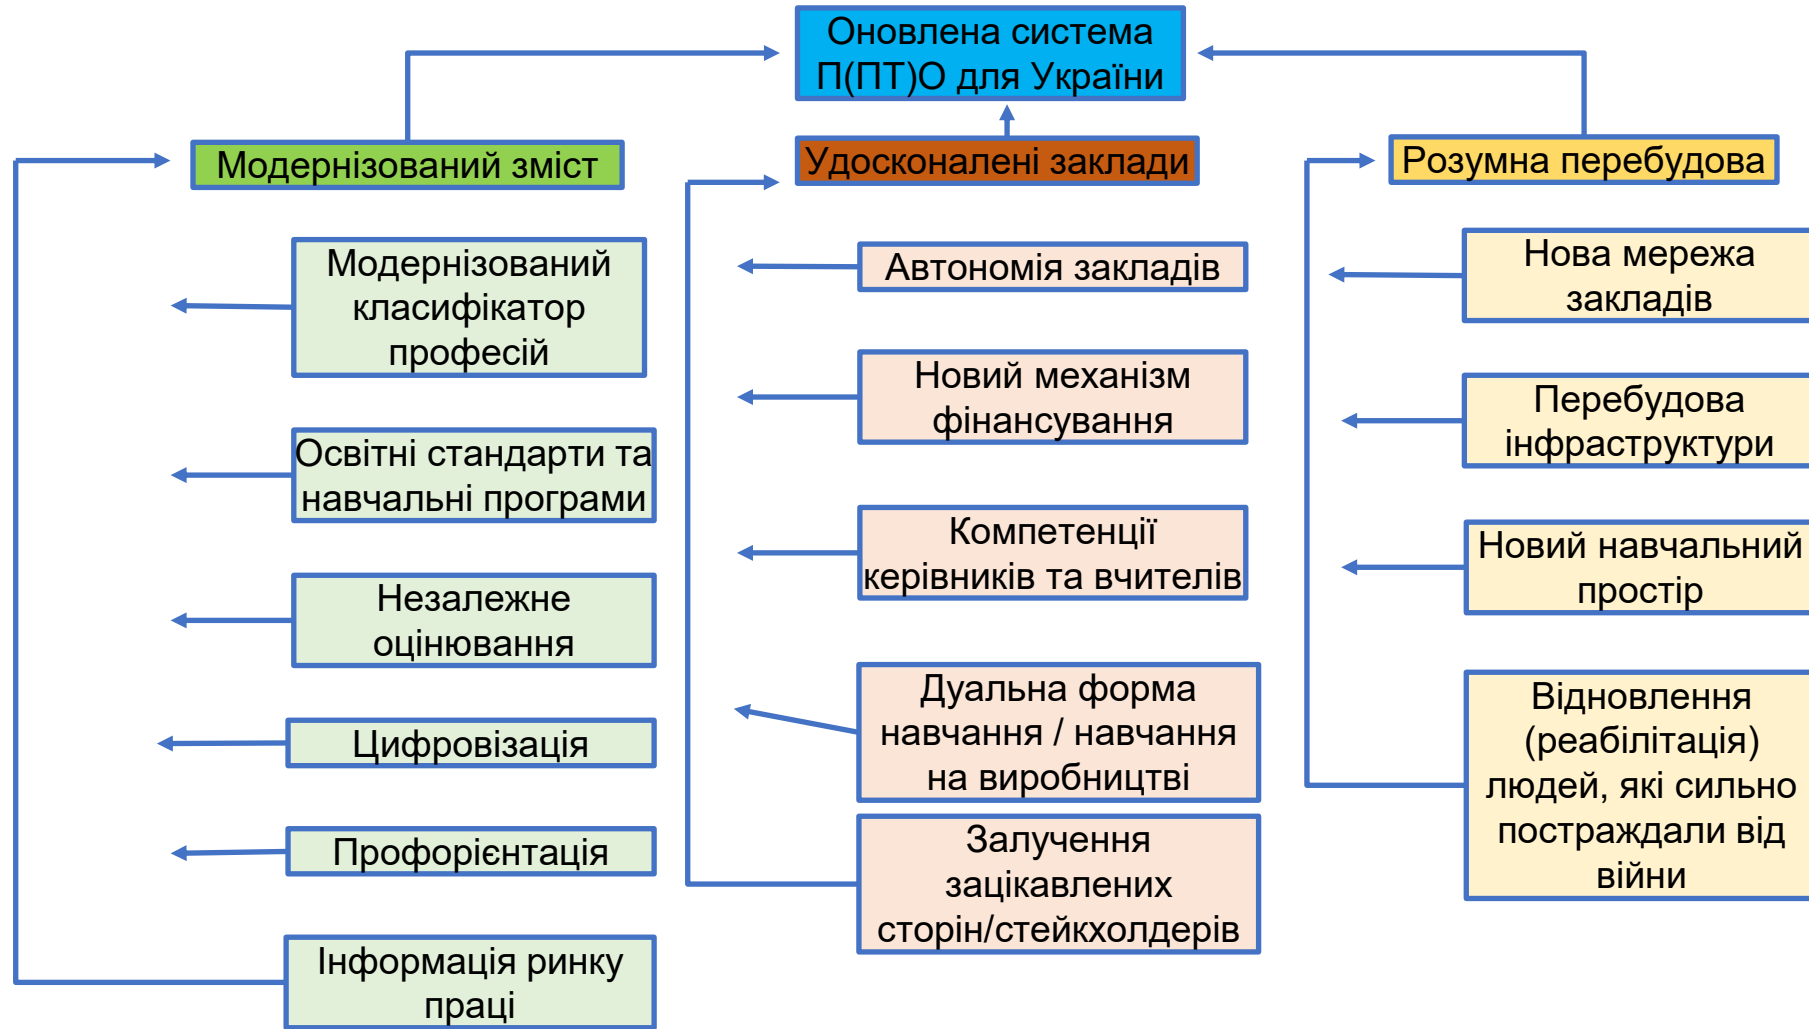 Оновлена система
П(ПТ)О для України
Модернізований зміст
Удосконалені заклади
Розумна перебудова
Модернізований
класифікатор
професій
Освітні стандарти та
навчальні програми
Незалежне
оцінювання
Цифровізація
Профорієнтація
Інформація ринку
праці
Автономія закладів
Новий механізм
фінансування
Компетенції
керівників та вчителів
Дуальна форма
навчання / навчання
на виробництві
Залучення
зацікавлених
сторін/стейкхолдерів
Нова мережа
закладів
Перебудова
інфраструктури
Новий навчальний
простір
Відновлення
(реабілітація)
людей, які сильно
постраждали від
війни